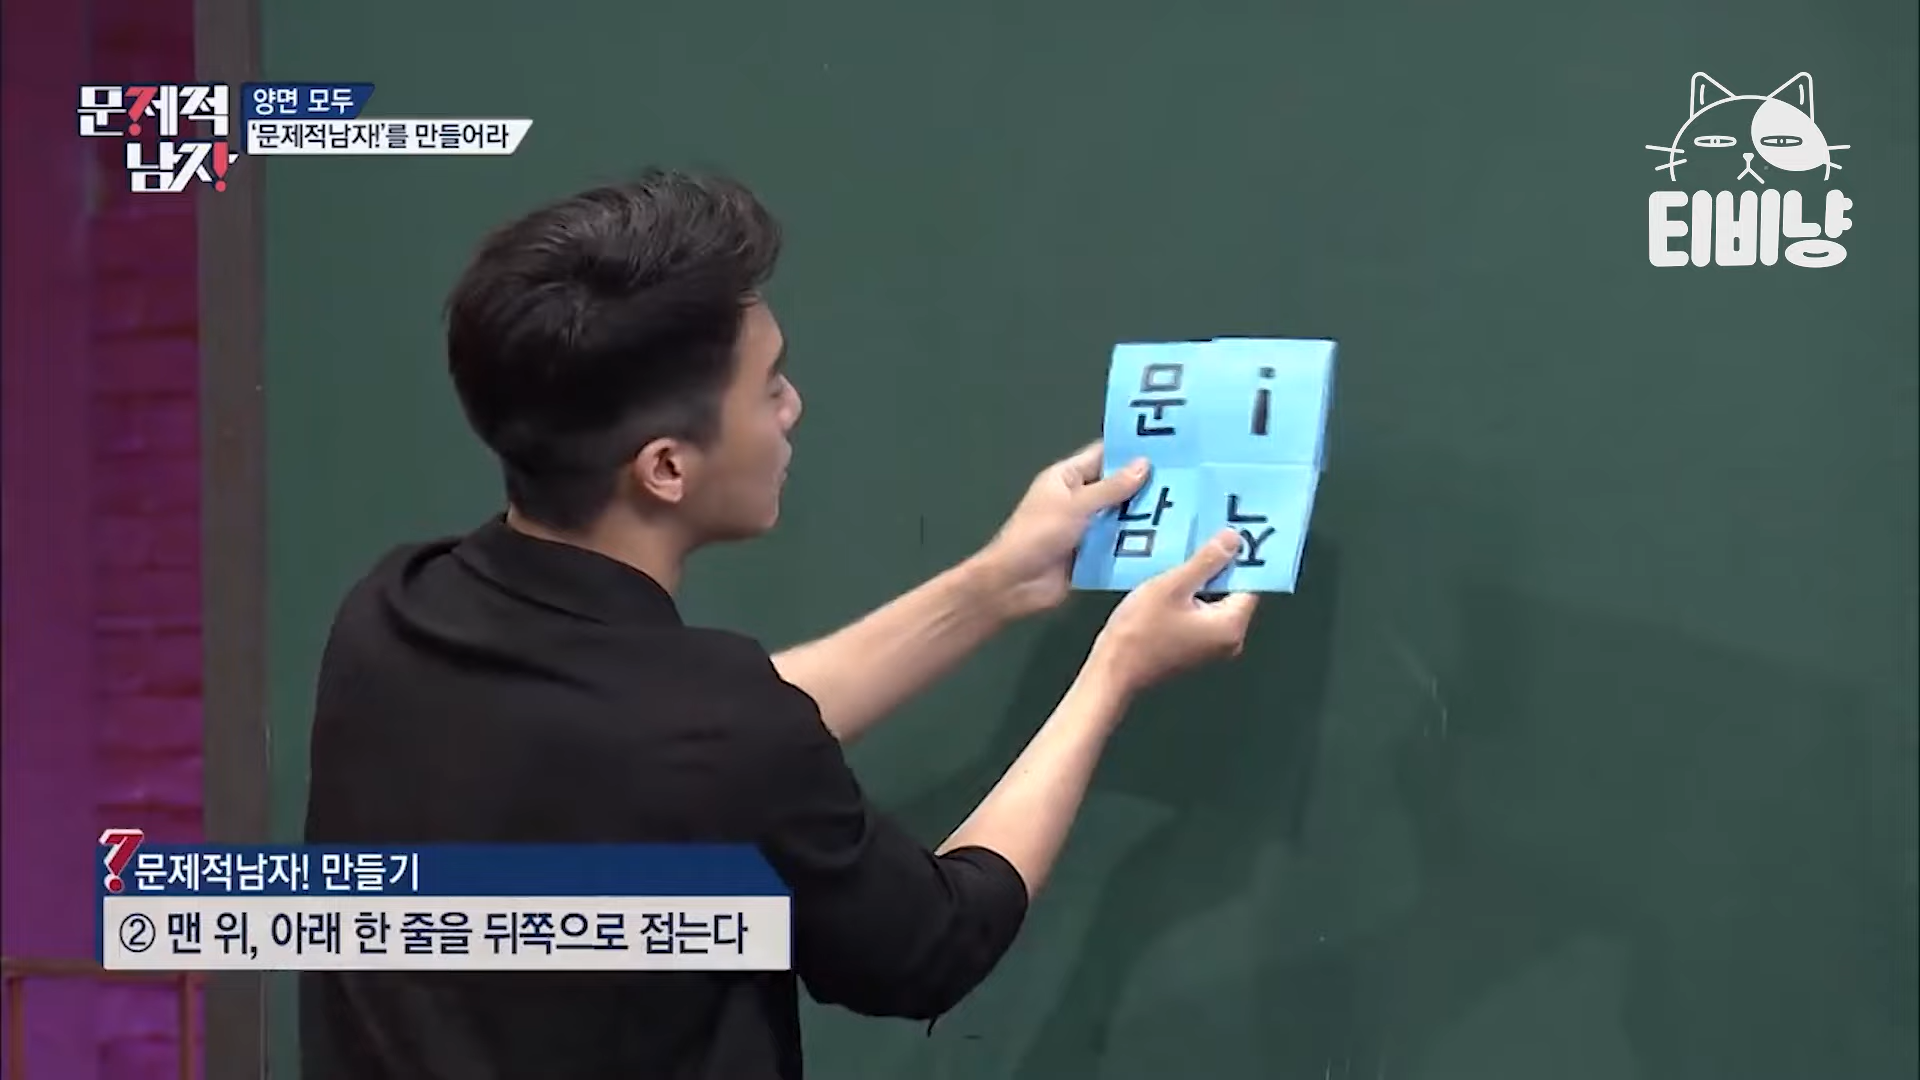 문제적
남자!
양면 모두
'문제적남자!'를 만들어라
티비냥
문 !
남 적
문제적남자! 만들기
② 맨 위, 아래 한 줄을 뒤쪽으로 접는다